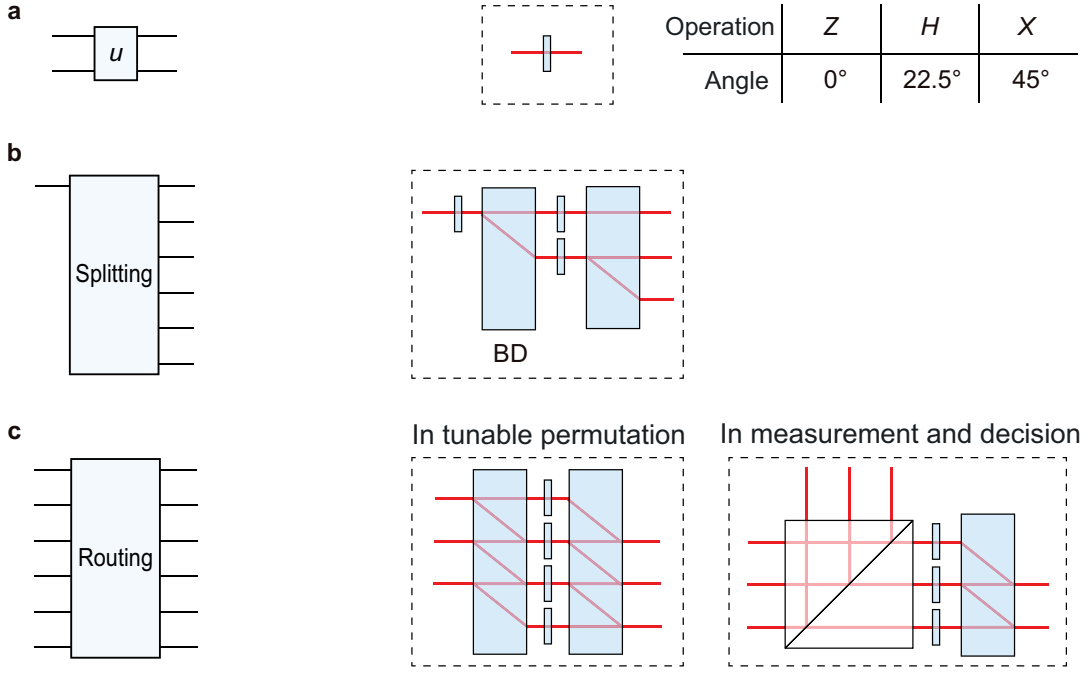 a
u
Operation Z H X
Angle 0° 22.5° 45°
b
Splitting
BD
c
In tunable permutation
In measurement and decision
Routing